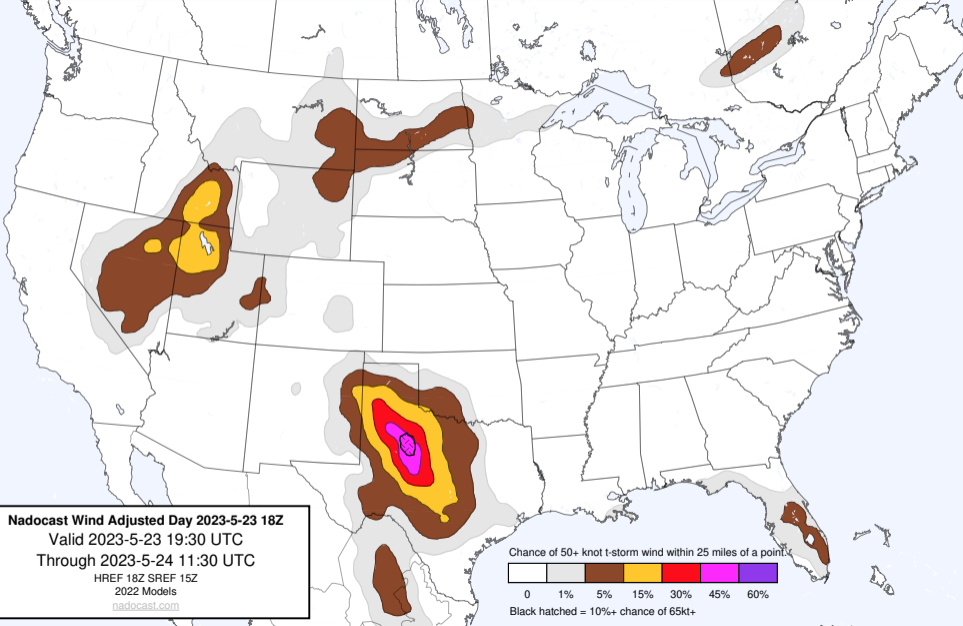 Nadocast Wind Adjusted Day 2023-5-23 18Z
Valid 2023-5-23 19:30 UTC
Through 2023-5-24 11:30 UTC
HREF 18Z SREF 15Z
2022 Models
nadocast.com
Chance of 50+ knot t-storm wind within 25 miles of a point.
0 1% 5% 15% 30% 45% 60%
Black hatched = 10%+ chance of 65kt+